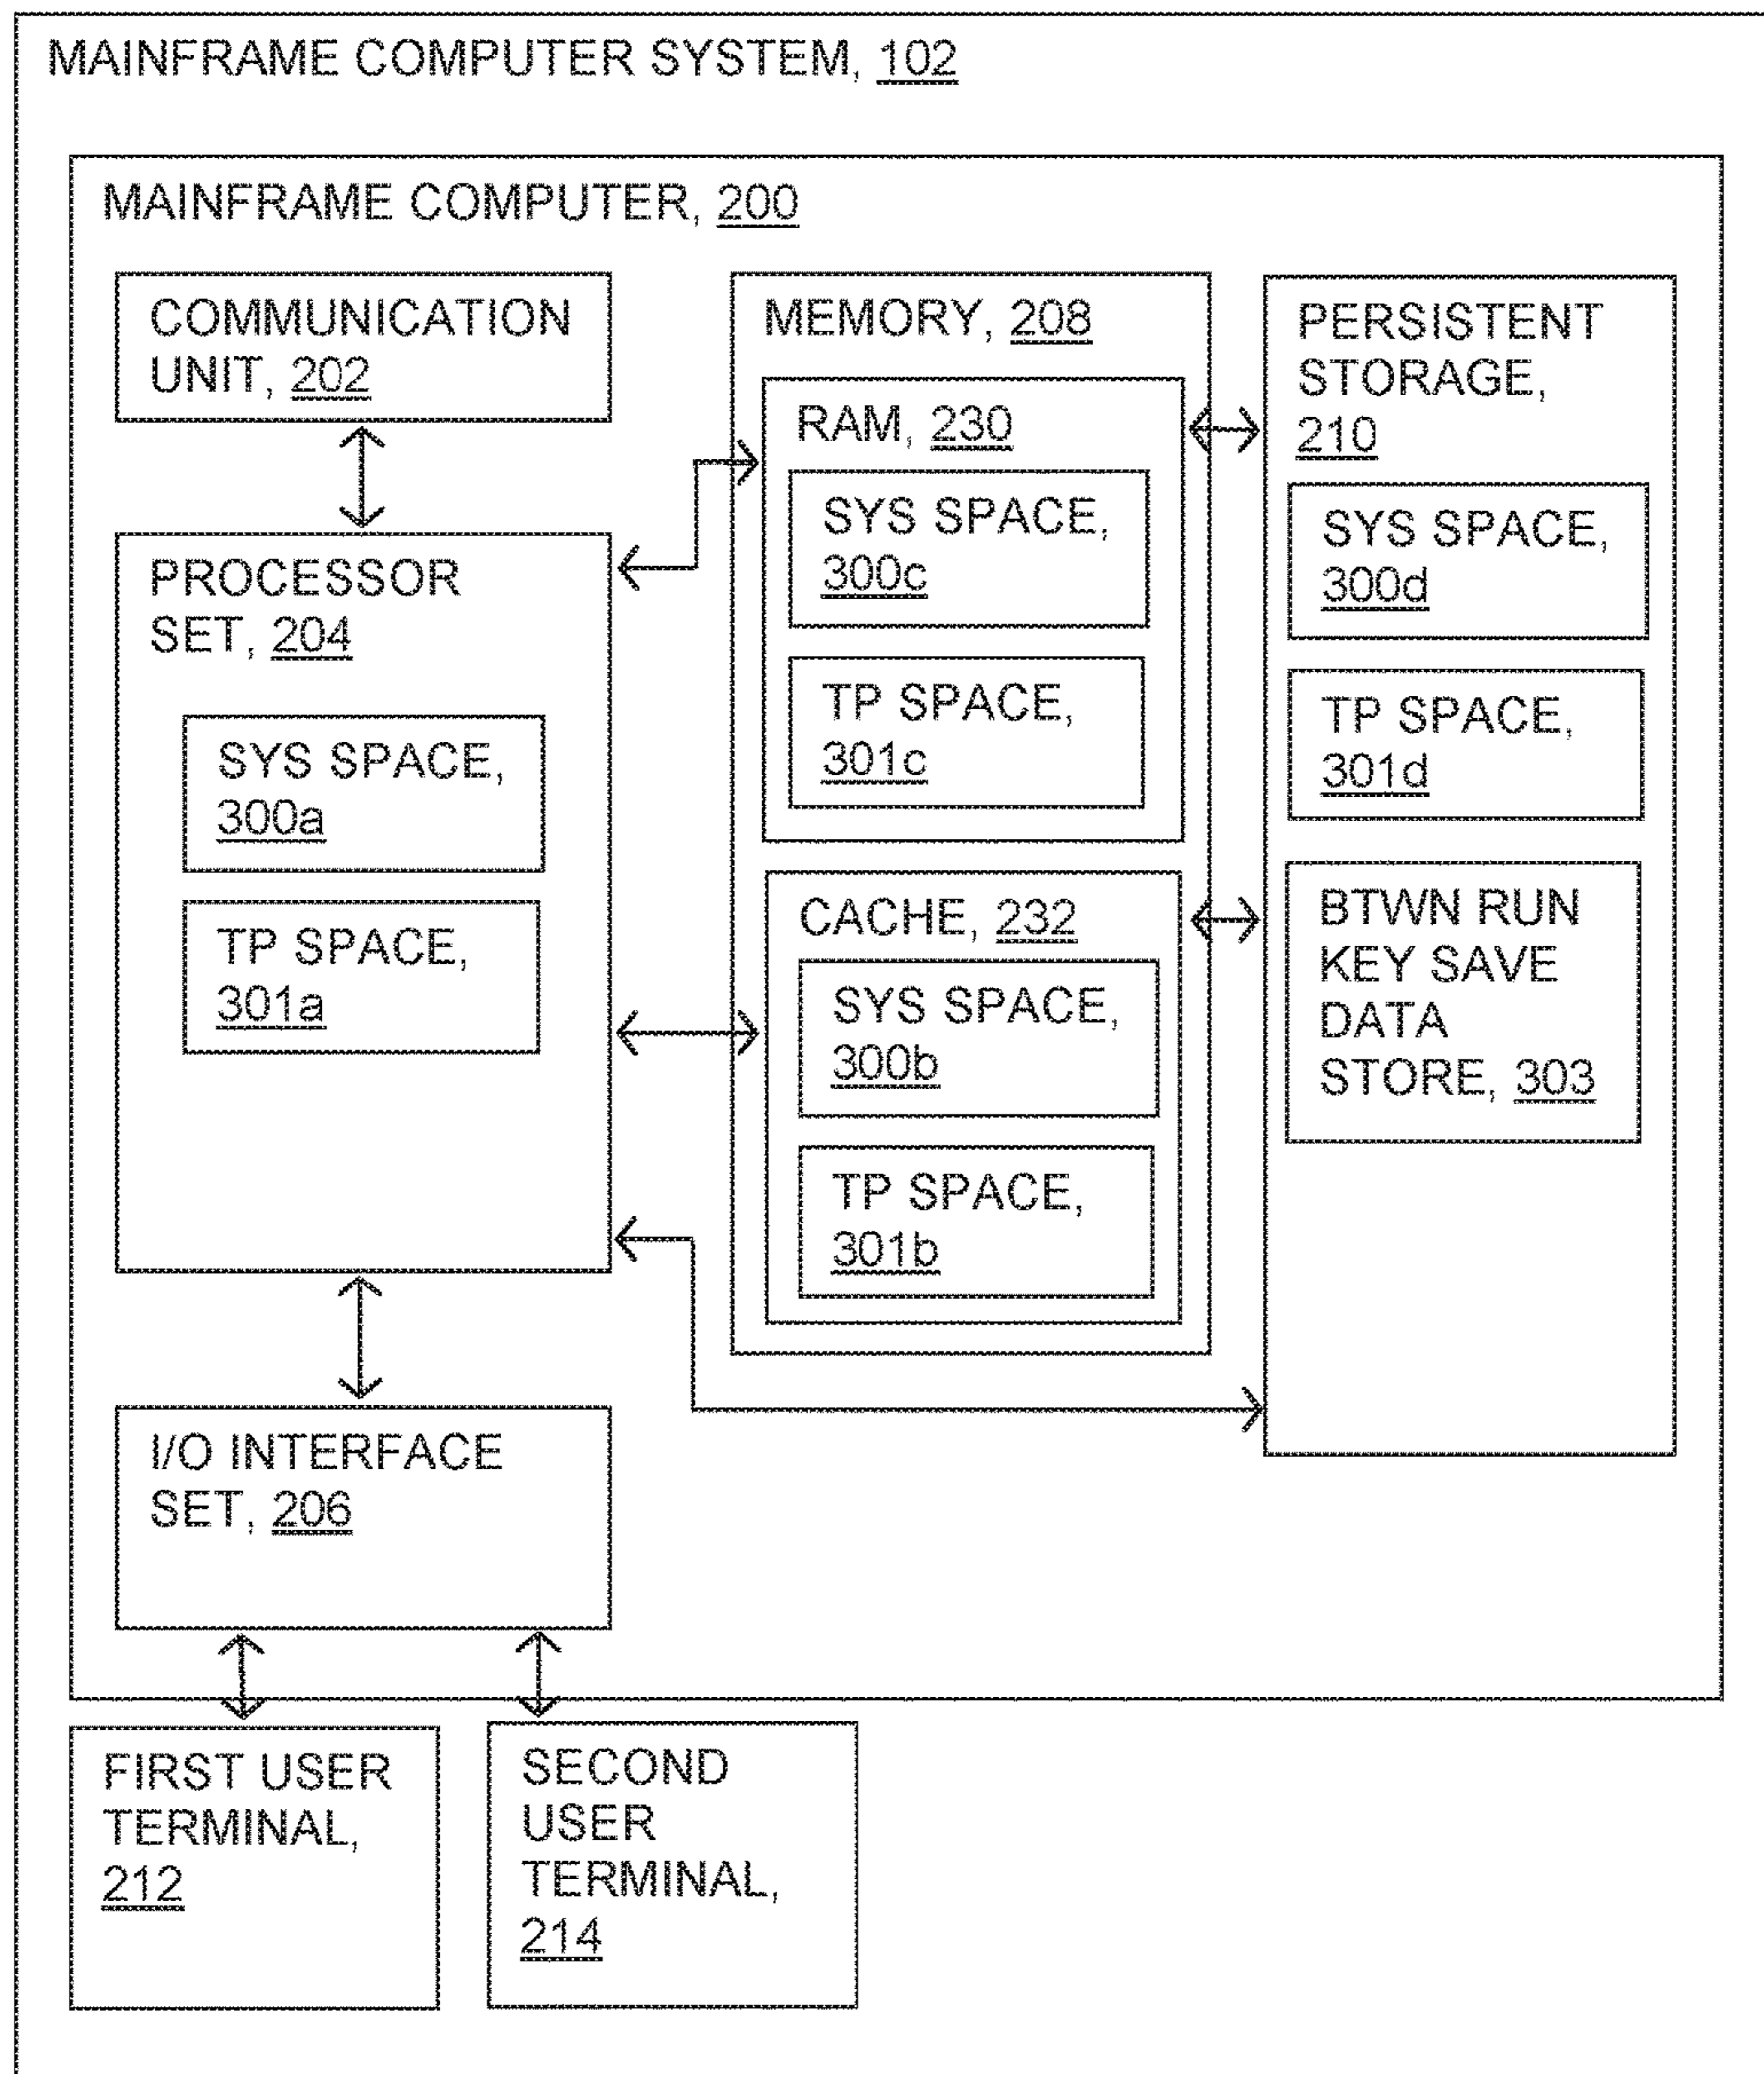 MAINFRAME COMPUTER SYSTEM, 102
MAINFRAME COMPUTER, 200
COMMUNICATION
UNIT, 202
PROCESSOR
SET, 204
SYS SPACE,
300a
TP SPACE,
301a
I/O INTERFACE
SET, 206
MEMORY, 208
RAM, 230
SYS SPACE,
300c
TP SPACE,
301c
CACHE, 232
SYS SPACE,
300b
TP SPACE,
301b
PERSISTENT
STORAGE,
210
SYS SPACE,
300d
TP SPACE,
301d
BTWN RUN
KEY SAVE
DATA
STORE, 303
FIRST USER
TERMINAL,
212
SECOND
USER
TERMINAL,
214